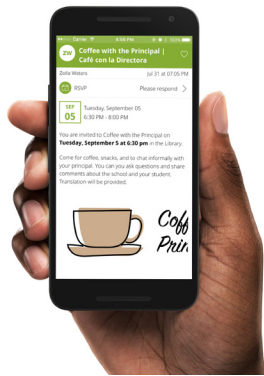 Carrier
4:56 PM
ZW
Coffee with the Principal |
Café con la Directora
Zoila Waters
Jul 31 at 07:05 PM
RSVP
Please respond
SEP
05
Tuesday, September 05
6:30 PM - 8:00 PM
You are invited to Coffee with the Principal on
Tuesday, September 5 at 6:30 pm in the Library.
Come for coffee, snacks, and to chat informally with
your principal. You can you ask questions and share
comments about the school and your student.
Translation will be provided.
Coff
Prin